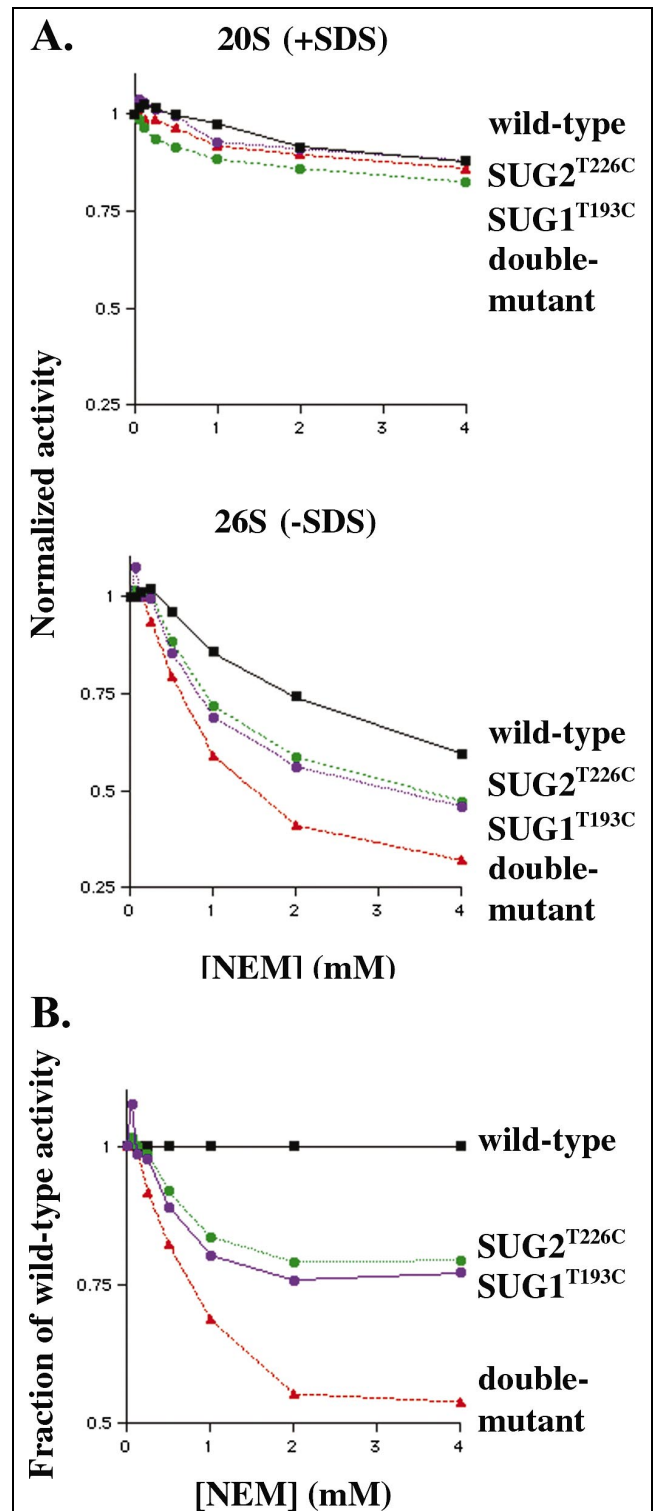 A.
20S (+SDS)
Normalized activity
1
0.75
0.5
0.25
0 1 2 3 4
wild-type
SUG2T226C
SUG1T193C
double-
mutant
26S (-SDS)
1
0.75
0.5
0.25
0 1 2 3 4
wild-type
SUG2T226C
SUG1T193C
double-
mutant
[NEM] (mM)
B.
Fraction of wild-type activity
1
0.75
0.5
0 1 2 3 4
wild-type
SUG2T226C
SUG1T193C
double-
mutant
[NEM] (mM)